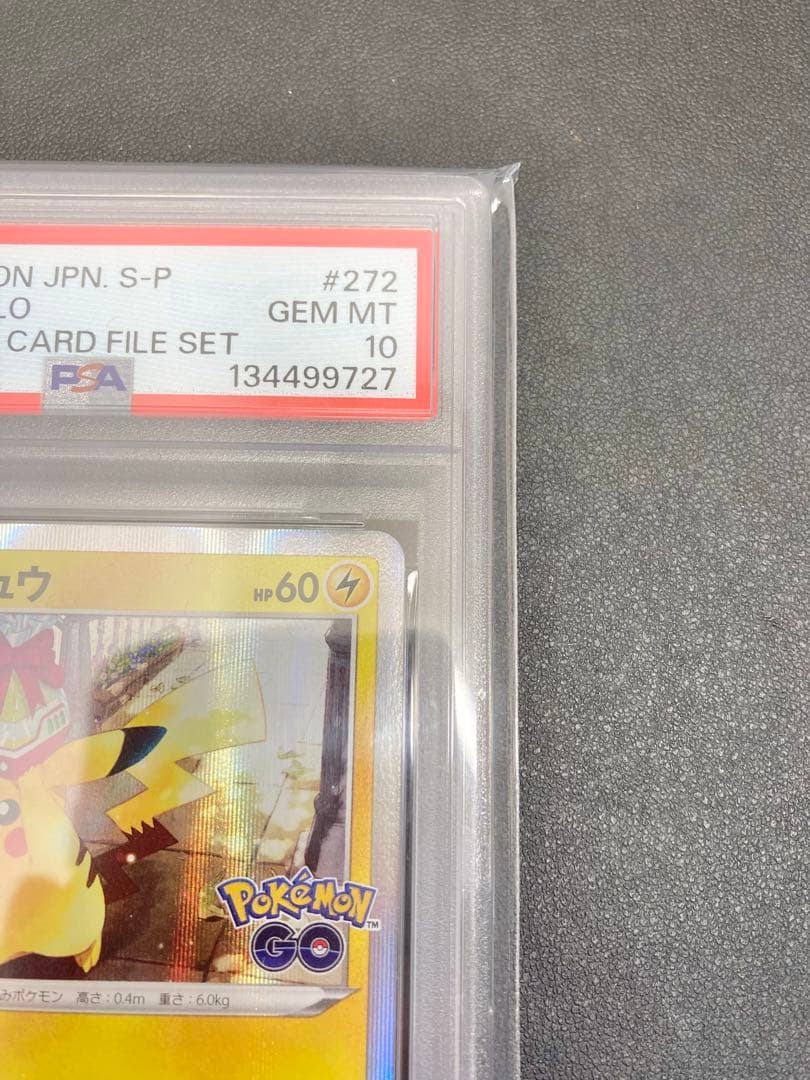 ON JPN. S-P #272
LO GEM MT
CARD FILE SET 10
PSA 134499727
ュウ HP60
POKéMON™
GO
みポケモン 高さ:0.4m 重さ:6.0kg